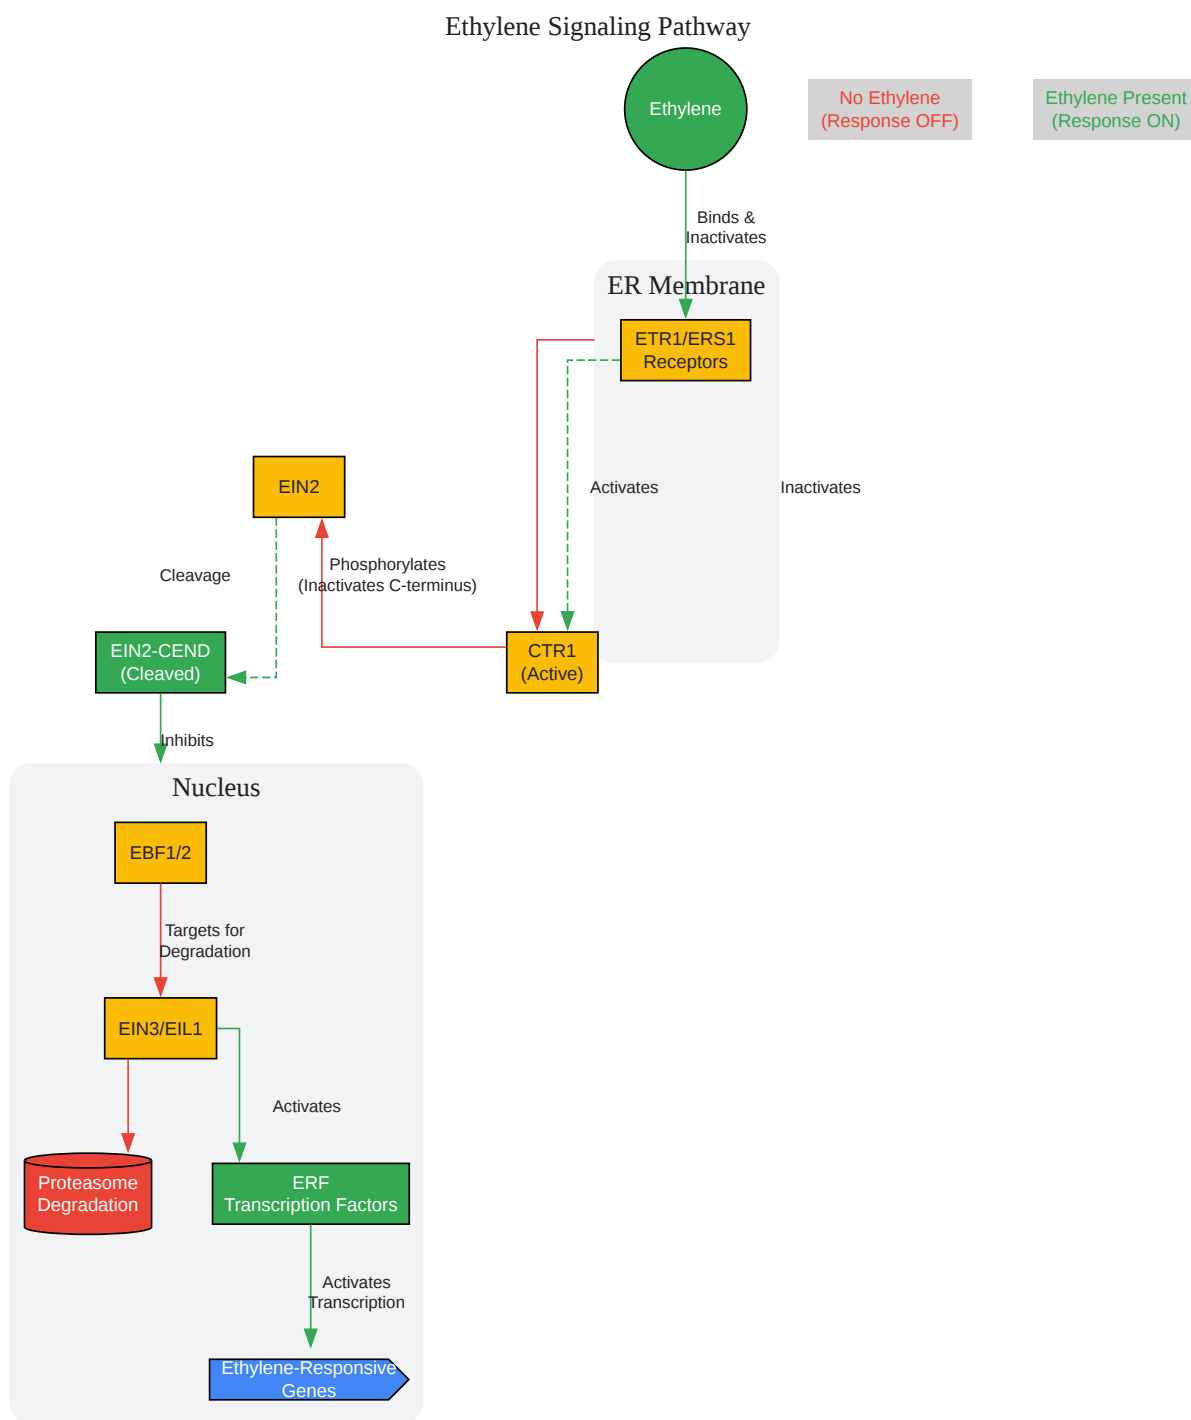 Ethylene Signaling Pathway
Ethylene
No Ethylene
(Response OFF)
Ethylene Present
(Response ON)
Binds &
Inactivates
ER Membrane
ETR1/ERS1
Receptors
EIN2
Activates
Inactivates
Cleavage
Phosphorylates
(Inactivates C-terminus)
EIN2-CEND
(Cleaved)
CTR1
(Active)
Inhibits
Nucleus
EBF1/2
Targets for
Degradation
EIN3/EIL1
Activates
Proteasome
Degradation
ERF
Transcription Factors
Activates
Transcription
Ethylene-Responsive
Genes